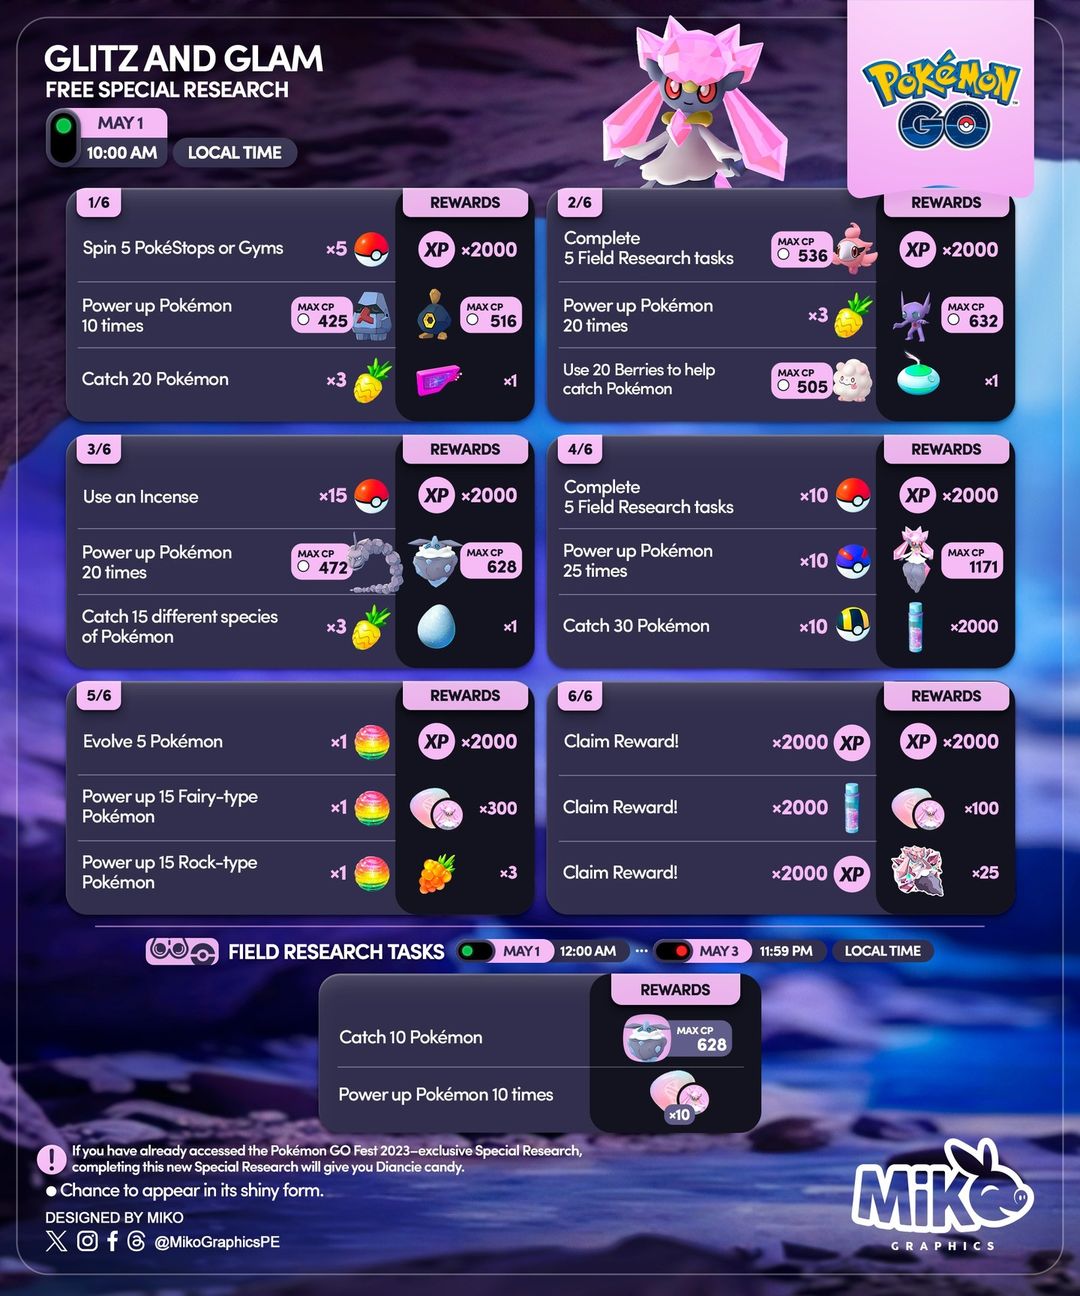 GLITZ AND GLAM
FREE SPECIAL RESEARCH
MAY 1
10:00 AM
LOCAL TIME
POKéMON
GO
1/6
REWARDS
Spin 5 PokéStops or Gyms
×5
XP ×2000
Power up Pokémon
10 times
MAX CP
425
MAX CP
516
Catch 20 Pokémon
×3
×1
2/6
REWARDS
Complete
5 Field Research tasks
MAX CP
536
XP ×2000
Power up Pokémon
20 times
×3
MAX CP
632
Use 20 Berries to help
catch Pokémon
MAX CP
505
×1
3/6
REWARDS
Use an Incense
×15
XP ×2000
Power up Pokémon
20 times
MAX CP
472
MAX CP
628
Catch 15 different species
of Pokémon
×3
×1
4/6
REWARDS
Complete
5 Field Research tasks
×10
XP ×2000
Power up Pokémon
25 times
×10
MAX CP
1171
Catch 30 Pokémon
×10
×2000
5/6
REWARDS
Evolve 5 Pokémon
×1
XP ×2000
Power up 15 Fairy-type
Pokémon
×1
×300
Power up 15 Rock-type
Pokémon
×1
×3
6/6
REWARDS
Claim Reward!
×2000 XP
XP ×2000
Claim Reward!
×2000
×100
Claim Reward!
×2000 XP
×25
FIELD RESEARCH TASKS
MAY 1 12:00 AM ... MAY 3 11:59 PM LOCAL TIME
REWARDS
Catch 10 Pokémon
MAX CP
628
Power up Pokémon 10 times
×10
! If you have already accessed the Pokémon GO Fest 2023–exclusive Special Research,
completing this new Special Research will give you Diancie candy.
Chance to appear in its shiny form.
DESIGNED BY MIKO
@MikoGraphicsPE
MiKO
GRAPHICS